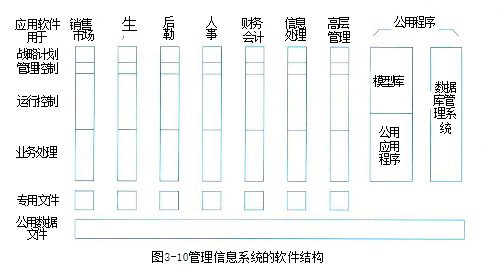 应用软件
用于
销售
市场
生
后
勤
人
事
财务
会计
信息
处理
高层
管理
公用程序
战略计划
管理控制
运行控制
业务处理
模型库
公用
应用
程序
数据
库管
理系
统
专用文件
公用数据
文件
图3-10管理信息系统的软件结构